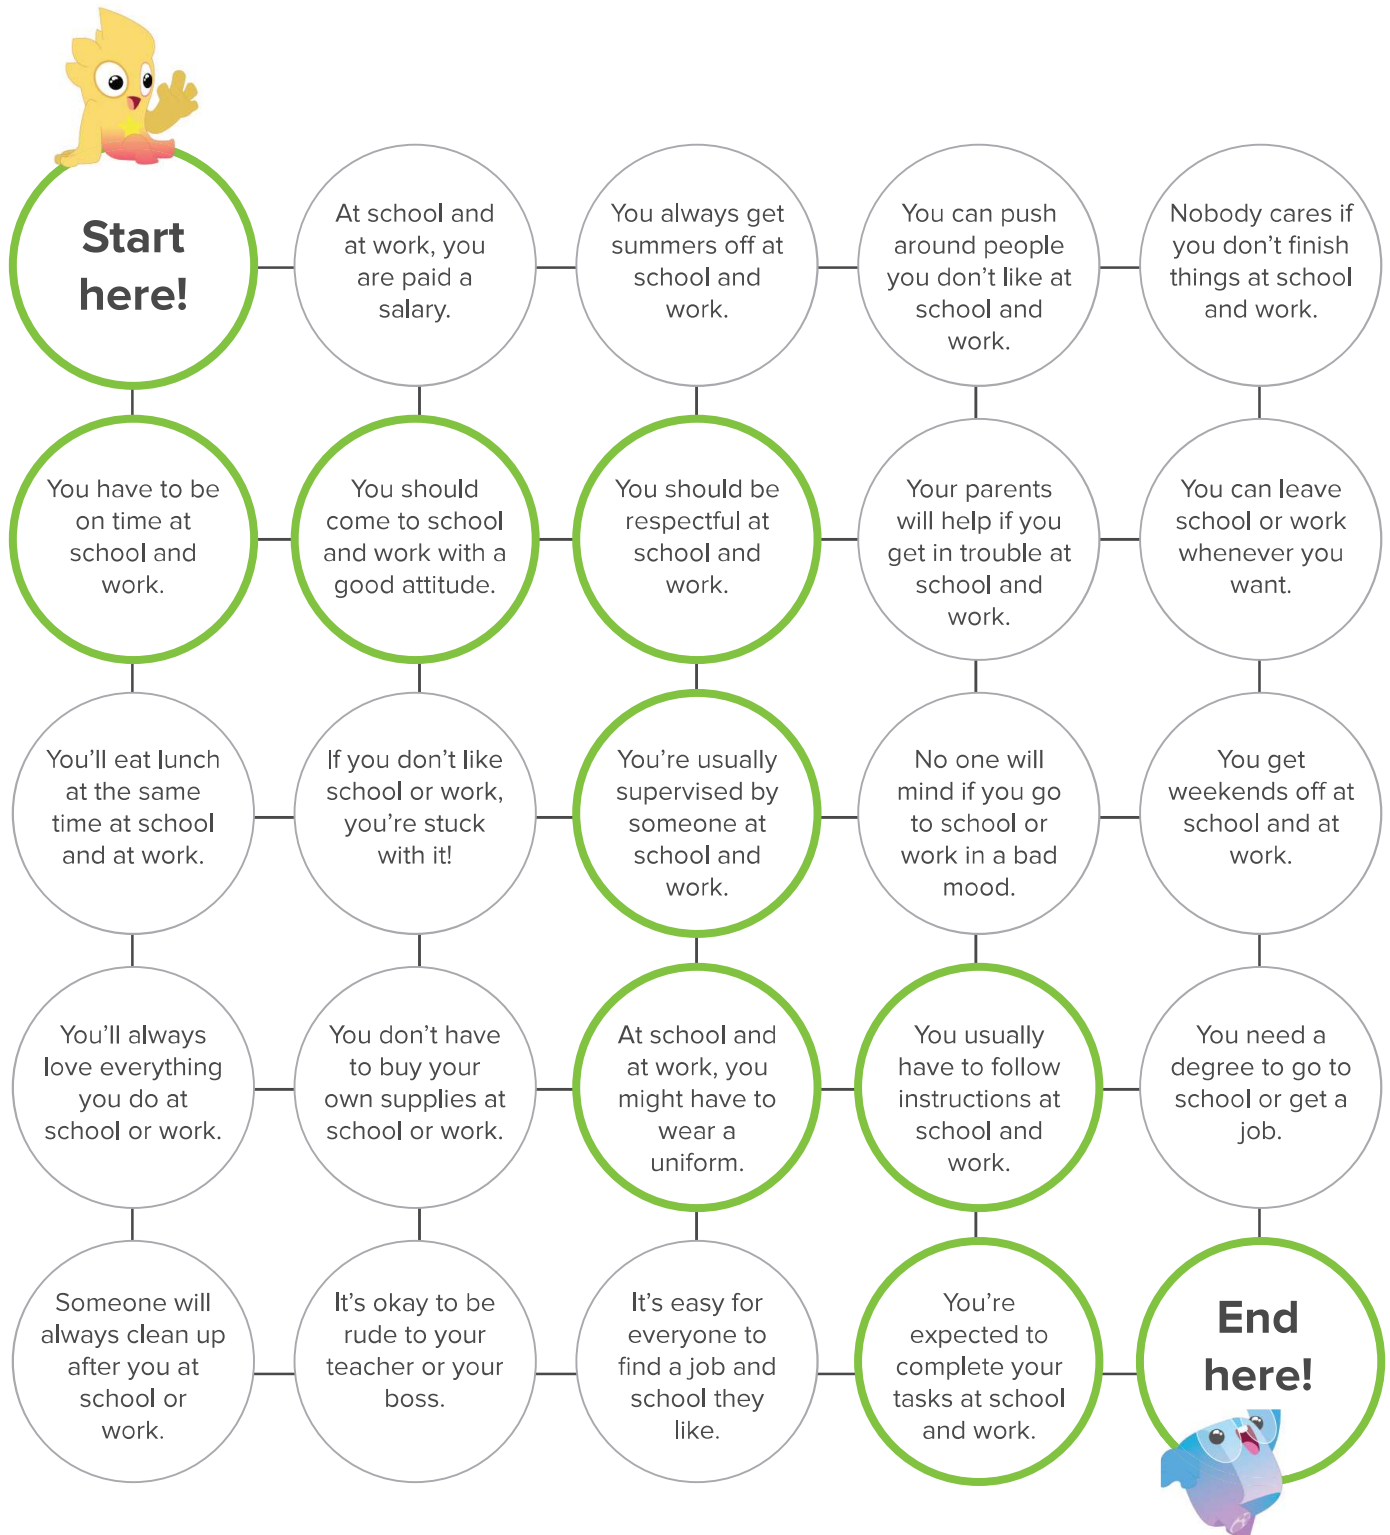 Start
here!
At school and
at work, you
are paid a
salary.
You always get
summers off at
school and
work.
You can push
around people
you don’t like at
school and
work.
Nobody cares if
you don’t finish
things at school
and work.
You have to be
on time at
school and
work.
You should
come to school
and work with a
good attitude.
You should be
respectful at
school and
work.
Your parents
will help if you
get in trouble at
school and
work.
You can leave
school or work
whenever you
want.
You’ll eat lunch
at the same
time at school
and at work.
If you don’t like
school or work,
you’re stuck
with it!
You’re usually
supervised by
someone at
school and
work.
No one will
mind if you go
to school or
work in a bad
mood.
You get
weekends off at
school and at
work.
You’ll always
love everything
you do at
school or work.
You don’t have
to buy your
own supplies at
school or work.
At school and
at work, you
might have to
wear a
uniform.
You usually
have to follow
instructions at
school and
work.
You need a
degree to go to
school or get a
job.
Someone will
always clean up
after you at
school or
work.
It’s okay to be
rude to your
teacher or your
boss.
It’s easy for
everyone to
find a job and
school they
like.
You’re
expected to
complete your
tasks at school
and work.
End
here!